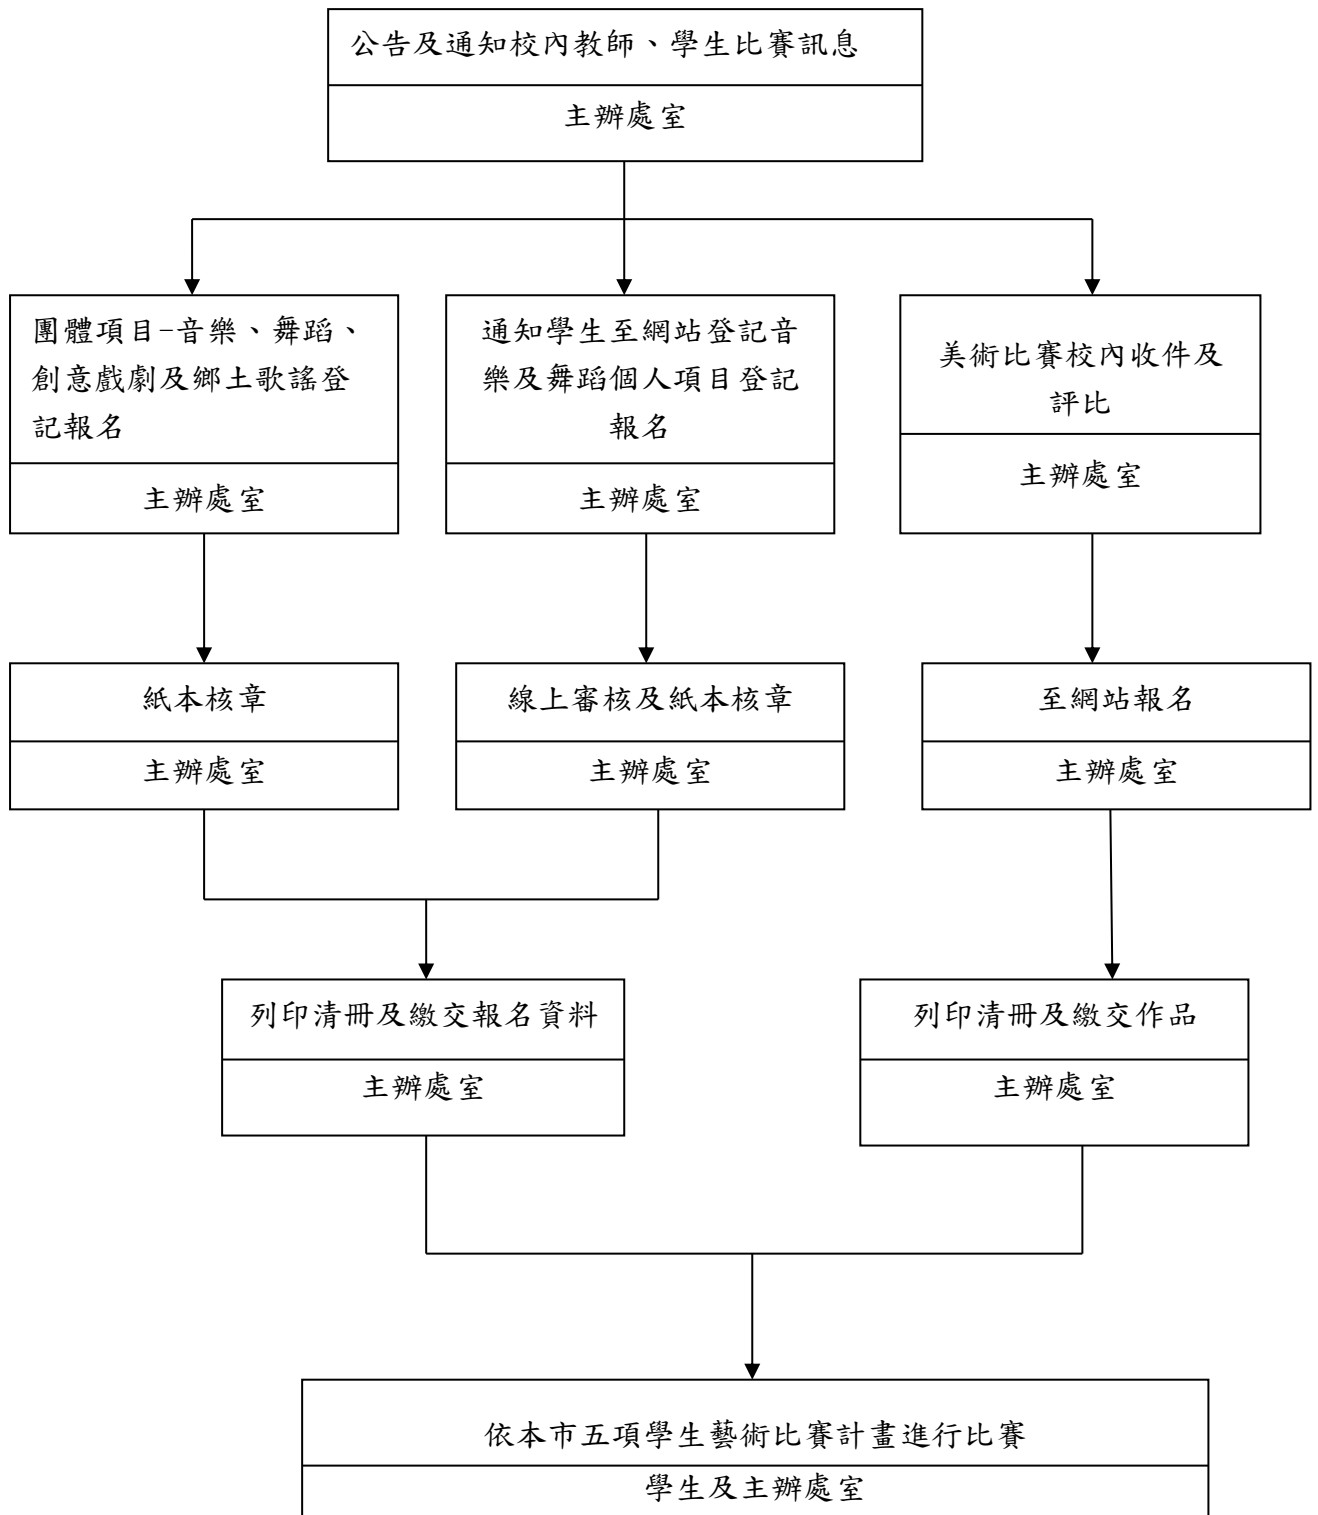 公告及通知校內教師、學生比賽訊息
主辦處室
團體項目-音樂、舞蹈、
創意戲劇及鄉土歌謠登
記報名
主辦處室
通知學生至網站登記音
樂及舞蹈個人項目登記
報名
主辦處室
美術比賽校內收件及
評比
主辦處室
紙本核章
主辦處室
線上審核及紙本核章
主辦處室
至網站報名
主辦處室
列印清冊及繳交報名資料
主辦處室
列印清冊及繳交作品
主辦處室
依本市五項學生藝術比賽計畫進行比賽
學生及主辦處室